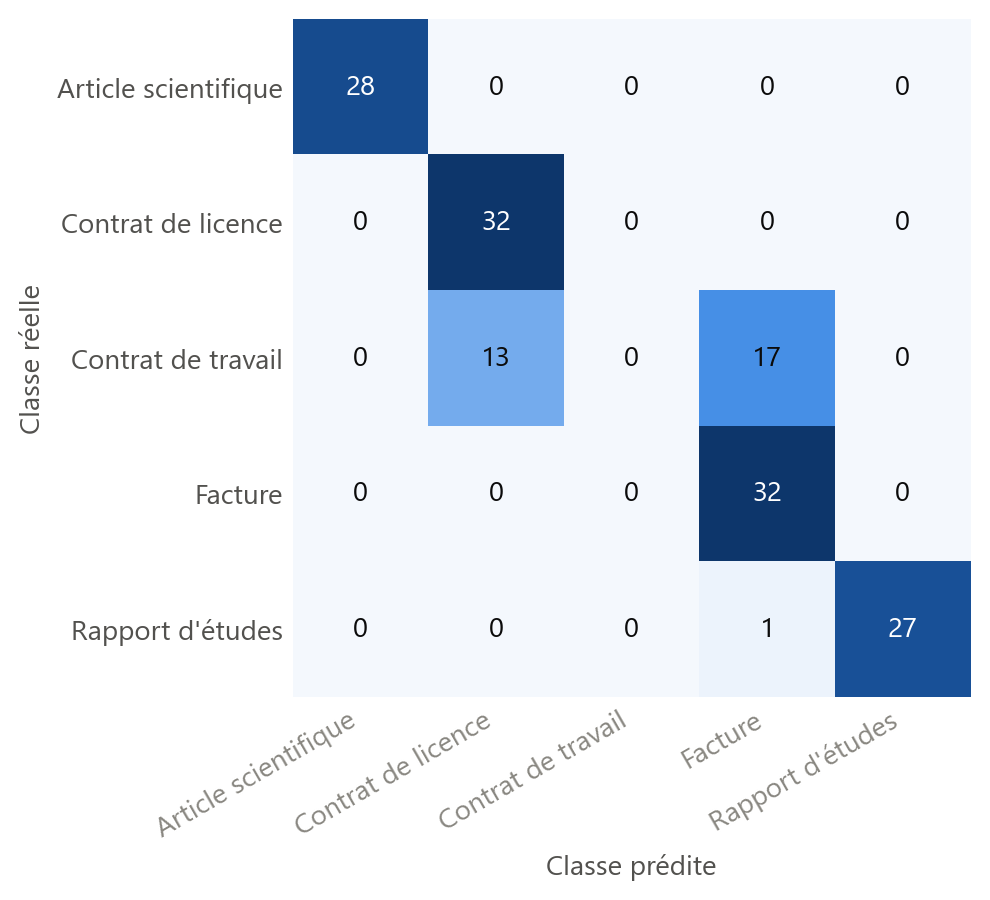 Article scientifique 28 0 0 0 0
Contrat de licence 0 32 0 0 0
Contrat de travail 0 13 0 17 0
Facture 0 0 0 32 0
Rapport d'études 0 0 0 1 27
Classe réelle
Article scientifique
Contrat de licence
Contrat de travail
Facture
Rapport d'études
Classe prédite